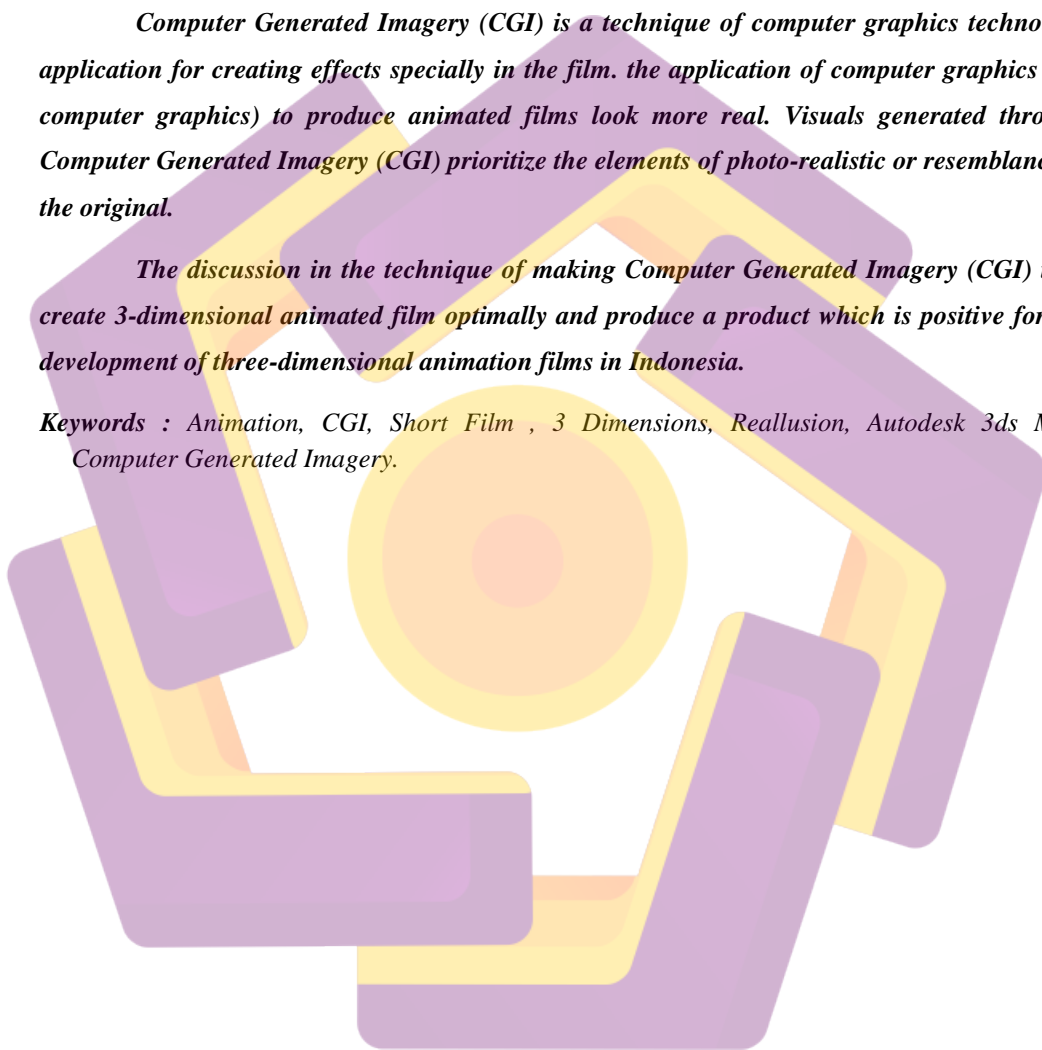 Computer Generated Imagery (CGI) is a technique of computer graphics techno
application for creating effects specially in the film. the application of computer graphics
computer graphics) to produce animated films look more real. Visuals generated thro
Computer Generated Imagery (CGI) prioritize the elements of photo-realistic or resemblanc
the original.
The discussion in the technique of making Computer Generated Imagery (CGI)
create 3-dimensional animated film optimally and produce a product which is positive for
development of three-dimensional animation films in Indonesia.
Keywords : Animation, CGI, Short Film , 3 Dimensions, Reallusion, Autodesk 3ds M
Computer Generated Imagery.